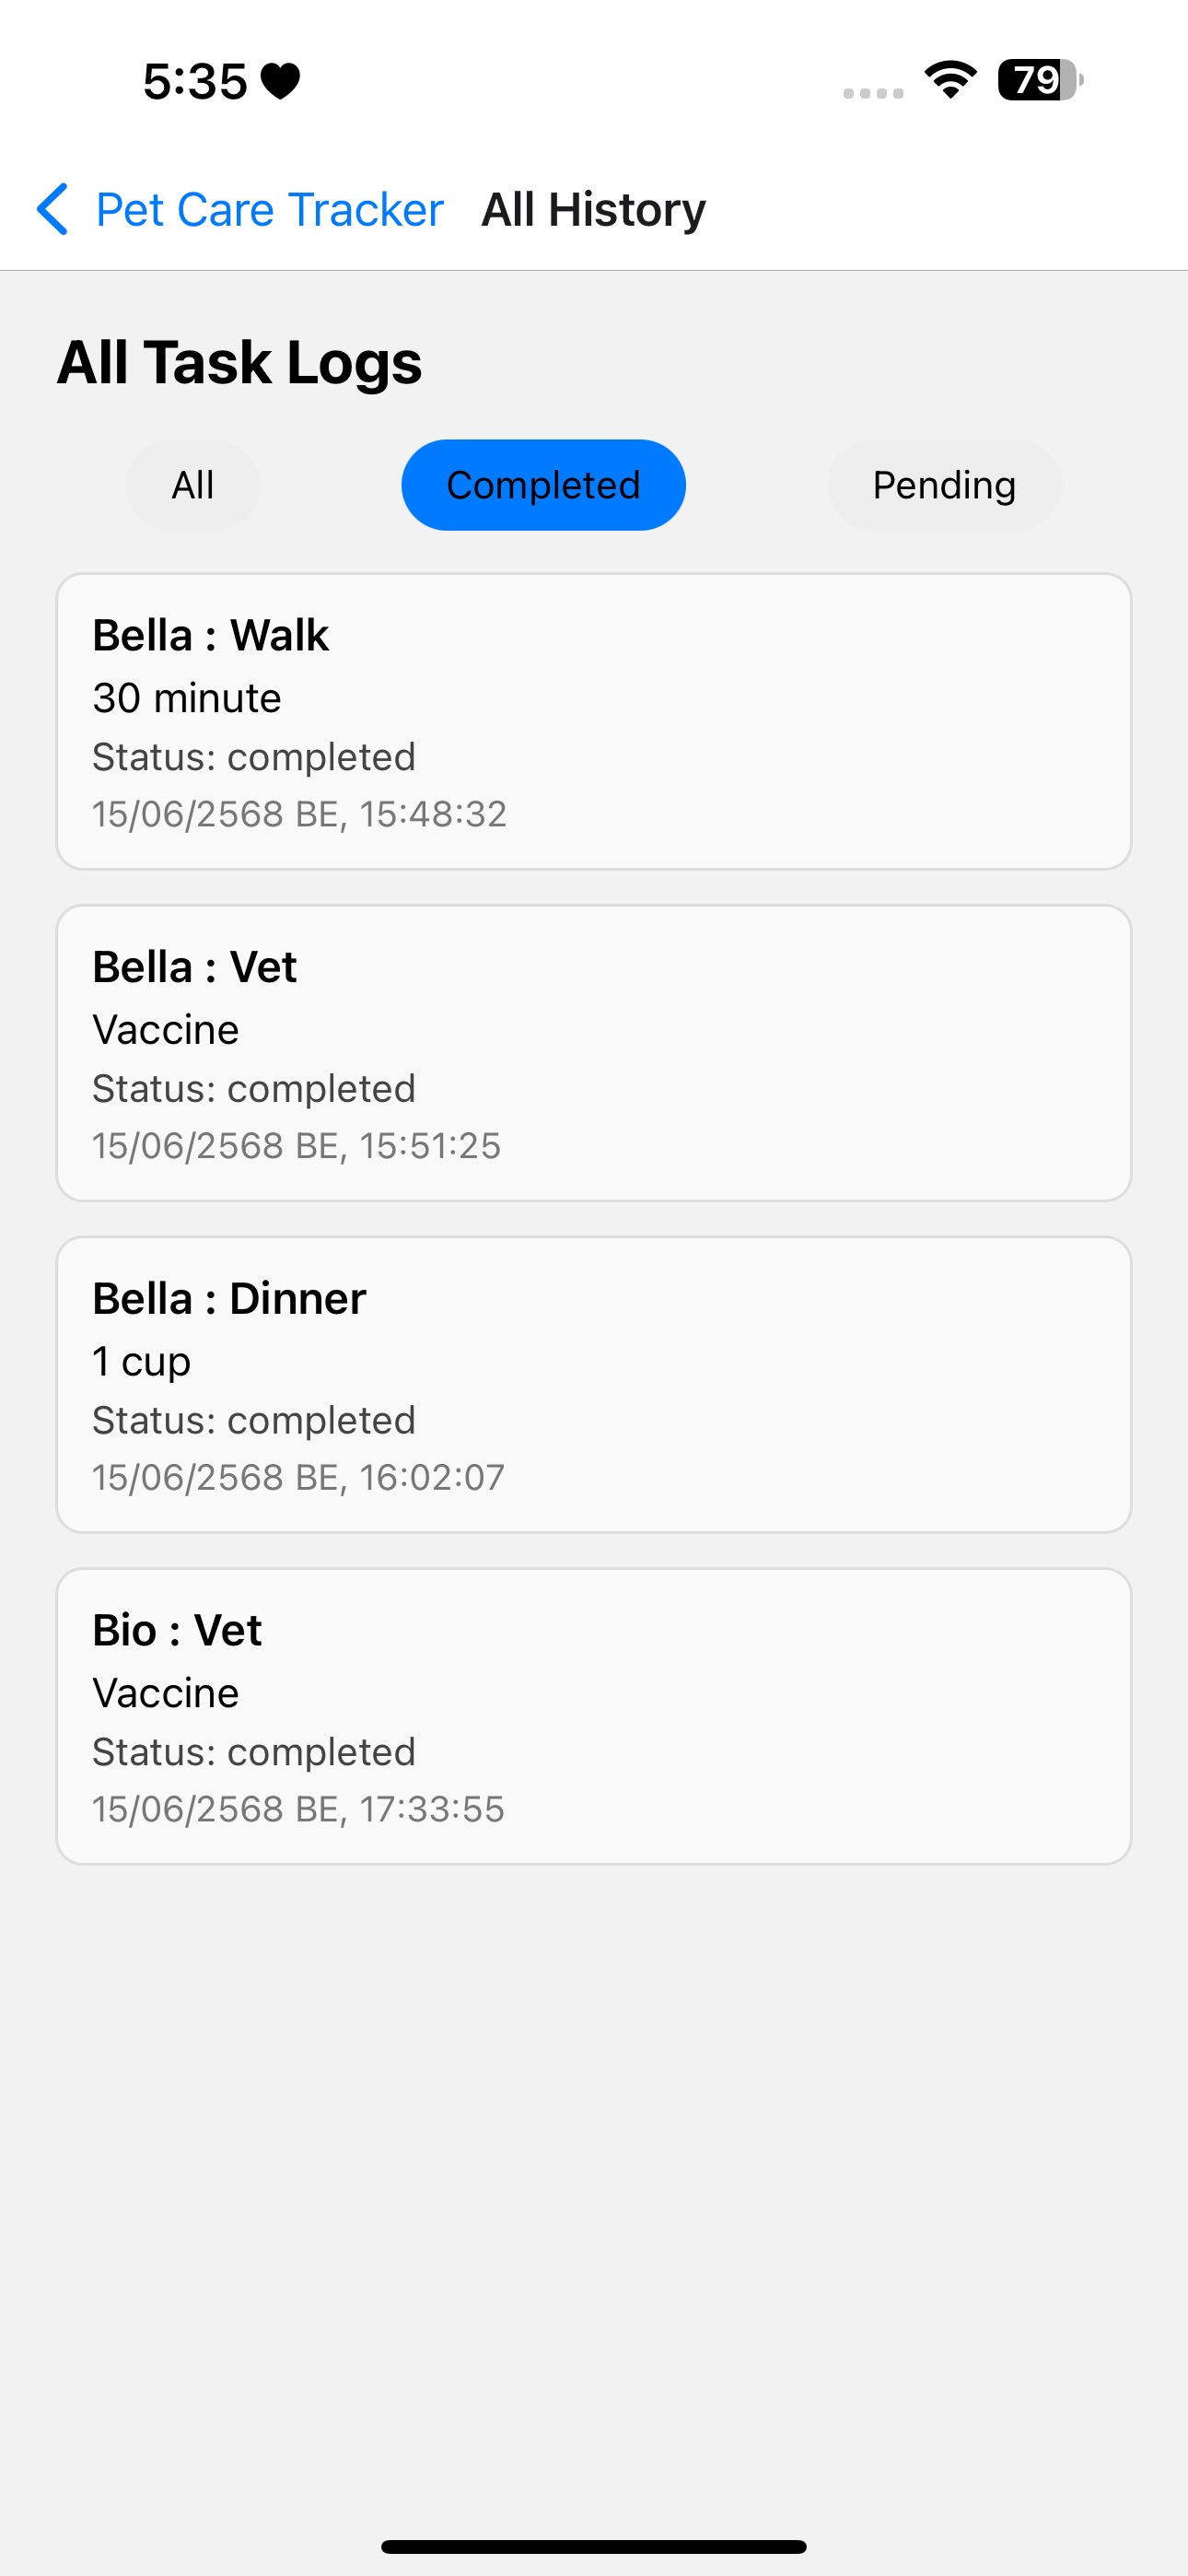 5:35
79
Pet Care Tracker All History
All Task Logs
All Completed Pending
Bella : Walk
30 minute
Status: completed
15/06/2568 BE, 15:48:32
Bella : Vet
Vaccine
Status: completed
15/06/2568 BE, 15:51:25
Bella : Dinner
1 cup
Status: completed
15/06/2568 BE, 16:02:07
Bio : Vet
Vaccine
Status: completed
15/06/2568 BE, 17:33:55